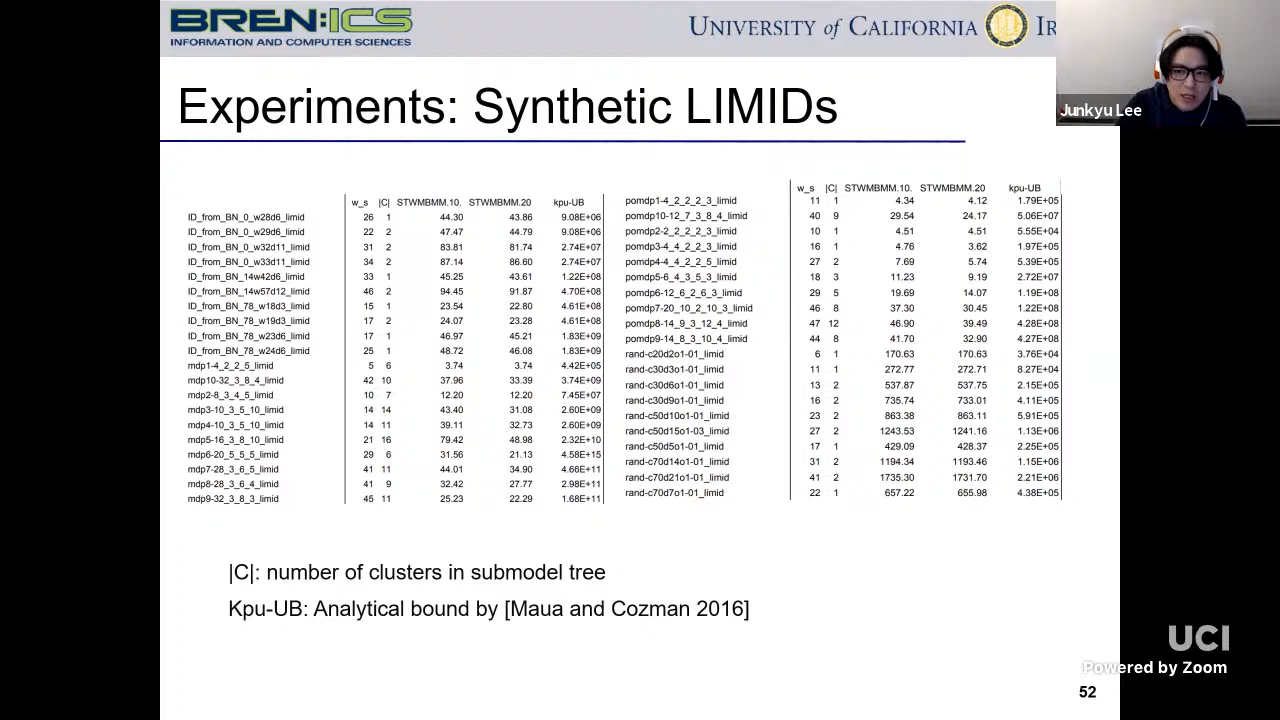 BREN:ICS
INFORMATION AND COMPUTER SCIENCES
UNIVERSITY of CALIFORNIA
Junkyu Lee
Experiments: Synthetic LIMIDs
w_s |C| STWMBMM.10. STWMBMM.20 kpu-UB
ID_from_BN_0_w28d6_limid 26 1 44.30 43.86 9.08E+06
ID_from_BN_0_w29d6_limid 22 2 47.47 44.79 9.08E+06
ID_from_BN_0_w32d11_limid 31 2 83.81 81.74 2.74E+07
ID_from_BN_0_w33d11_limid 34 2 87.14 86.60 2.74E+07
ID_from_BN_14w42d6_limid 33 1 45.25 43.61 1.22E+08
ID_from_BN_14w57d12_limid 46 2 94.45 91.87 4.70E+08
ID_from_BN_78_w18d3_limid 15 1 23.54 22.80 4.61E+08
ID_from_BN_78_w19d3_limid 17 2 24.07 23.28 4.61E+08
ID_from_BN_78_w23d6_limid 17 1 46.97 45.21 1.83E+09
ID_from_BN_78_w24d6_limid 25 1 48.72 46.08 1.83E+09
mdp1-4_2_2_5_limid 5 6 3.74 3.74 4.42E+05
mdp10-32_3_8_4_limid 42 10 37.96 33.39 3.74E+09
mdp2-8_3_4_5_limid 10 7 12.20 12.20 7.45E+07
mdp3-10_3_5_10_limid 14 14 43.40 31.08 2.60E+09
mdp4-10_3_5_10_limid 14 11 39.11 32.73 2.60E+09
mdp5-16_3_8_10_limid 21 16 79.42 48.98 2.32E+10
mdp6-20_5_5_5_limid 29 6 31.56 21.13 4.58E+15
mdp7-28_3_6_5_limid 41 11 44.01 34.90 4.66E+11
mdp8-28_3_6_4_limid 41 9 32.42 27.77 2.98E+11
mdp9-32_3_8_3_limid 45 11 25.23 22.29 1.68E+11
w_s |C| STWMBMM.10. STWMBMM.20 kpu-UB
pomdp1-4_2_2_2_3_limid 11 1 4.34 4.12 1.79E+05
pomdp10-12_7_3_8_4_limid 40 9 29.54 24.17 5.06E+07
pomdp2-2_2_2_2_3_limid 10 1 4.51 4.51 5.55E+04
pomdp3-4_4_2_2_3_limid 16 1 4.76 3.62 1.97E+05
pomdp4-4_4_2_2_5_limid 27 2 7.69 5.74 5.39E+05
pomdp5-6_4_3_5_3_limid 18 3 11.23 9.19 2.72E+07
pomdp6-12_6_2_6_3_limid 29 5 19.69 14.07 1.19E+08
pomdp7-20_10_2_10_3_limid 46 8 37.30 30.45 1.22E+08
pomdp8-14_9_3_12_4_limid 47 12 46.90 39.49 4.28E+08
pomdp9-14_8_3_10_4_limid 44 8 41.70 32.90 4.27E+08
rand-c20d2o1-01_limid 6 1 170.63 170.63 3.76E+04
rand-c30d3o1-01_limid 11 1 272.77 272.71 8.27E+04
rand-c30d6o1-01_limid 13 2 537.87 537.75 2.15E+05
rand-c30d9o1-01_limid 16 2 735.74 733.01 4.11E+05
rand-c50d10o1-01_limid 23 2 863.38 863.11 5.91E+05
rand-c50d15o1-03_limid 27 2 1243.53 1241.16 1.13E+06
rand-c50d5o1-01_limid 17 1 429.09 428.37 2.25E+05
rand-c70d14o1-01_limid 31 2 1194.34 1193.46 1.15E+06
rand-c70d21o1-01_limid 41 2 1735.30 1731.70 2.21E+06
rand-c70d7o1-01_limid 22 1 657.22 655.98 4.38E+05
|C|: number of clusters in submodel tree
Kpu-UB: Analytical bound by [Maua and Cozman 2016]
UCI
Powered by Zoom
52